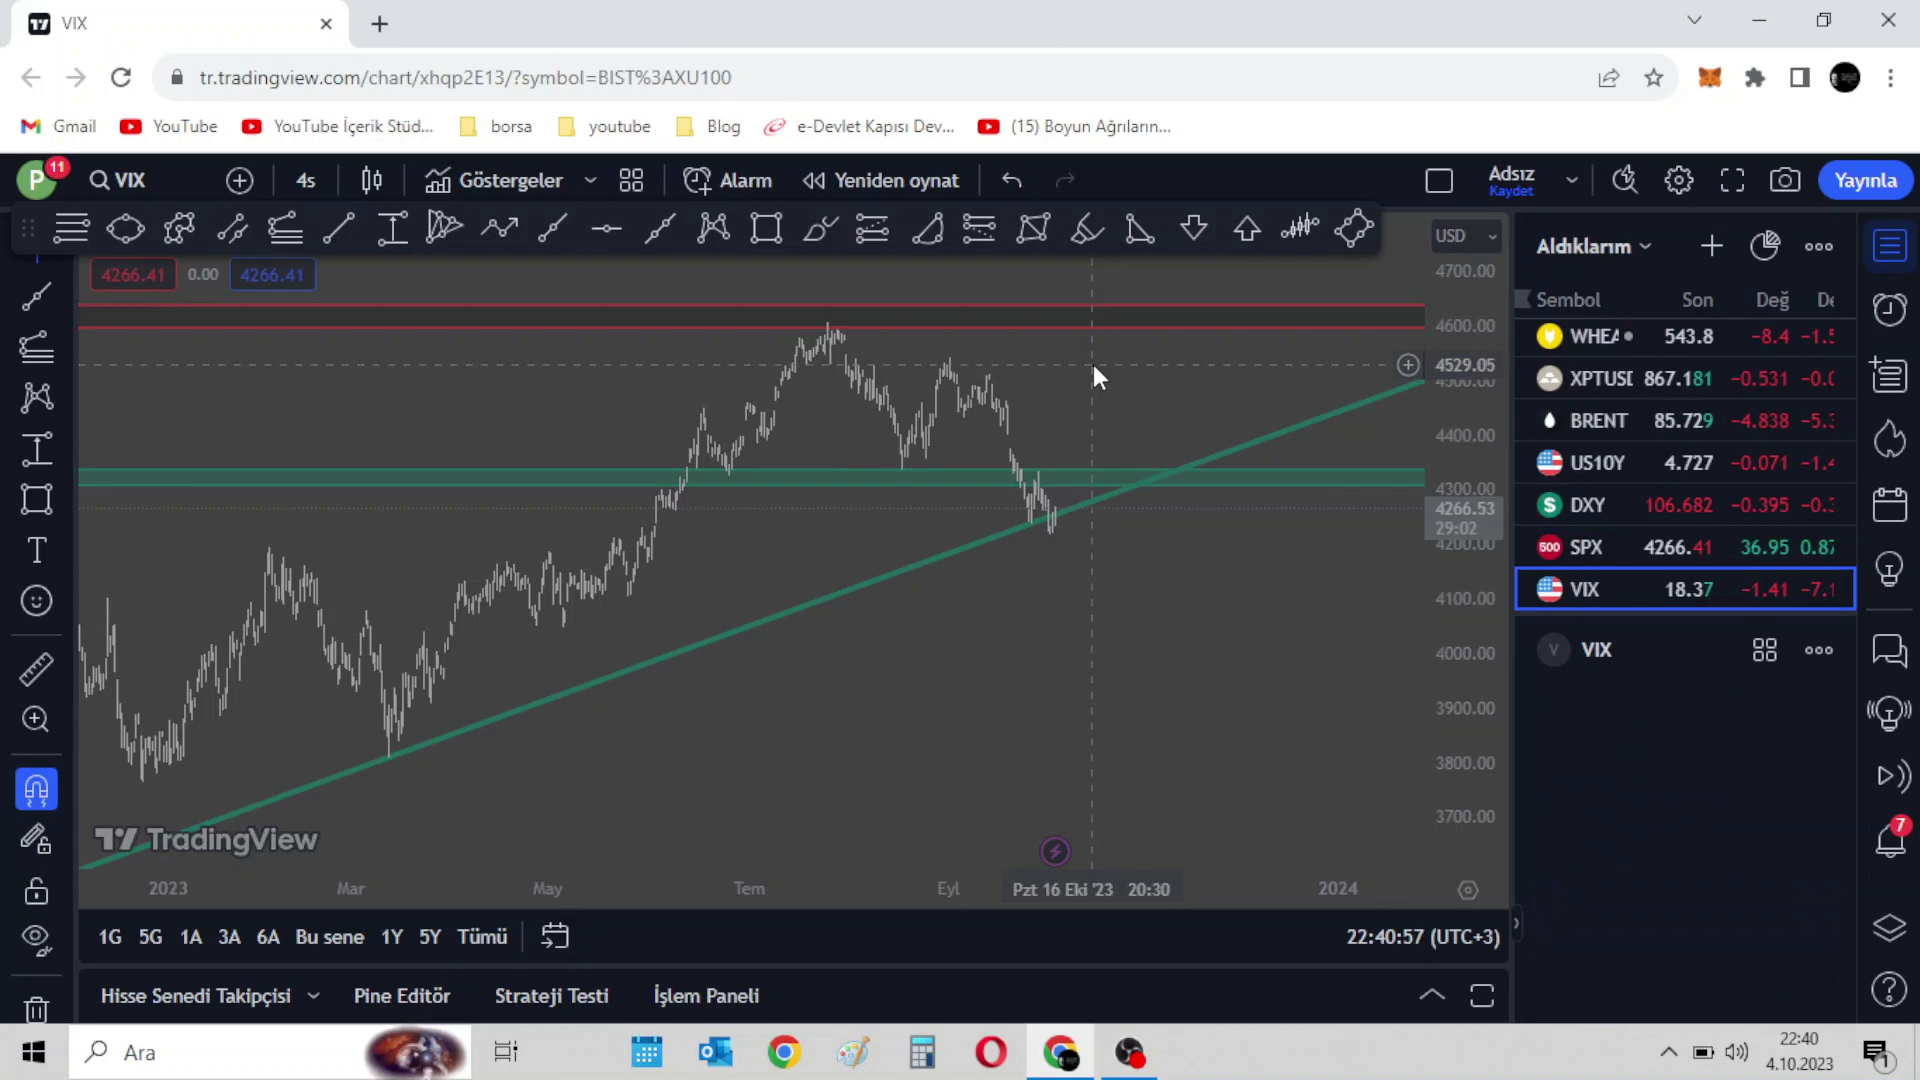 VIX
tr.tradingview.com/chart/xhqp2E13/?symbol=BIST%3AXU100
Gmail YouTube YouTube İçerik Stüd... borsa youtube Blog e-Devlet Kapısı Dev... (15) Boyun Ağrıların...
P 11 VIX 4s Göstergeler Alarm Yeniden oynat Adsız Kaydet Yayınla
USD
4266.41 0.00 4266.41
4700.00
4600.00
4529.05
4500.00
4400.00
4300.00
4266.53
29:02
4200.00
4100.00
4000.00
3900.00
3800.00
3700.00
TradingView
2023 Mar May Tem Eyl Pzt 16 Eki '23 20:30 2024
1G 5G 1A 3A 6A Bu sene 1Y 5Y Tümü 22:40:57 (UTC+3)
Hisse Senedi Takipçisi Pine Editör Strateji Testi İşlem Paneli
Aldıklarım
Sembol Son Değ
543.8 −8.4
867.181 −0.531
BRENT 85.729 −4.838
US10Y 4.727 −0.071
S DXY 106.682 −0.395
500 SPX 4266.41 36.95
VIX 18.37 −1.41
V VIX
7
Ara
22:40
4.10.2023
1